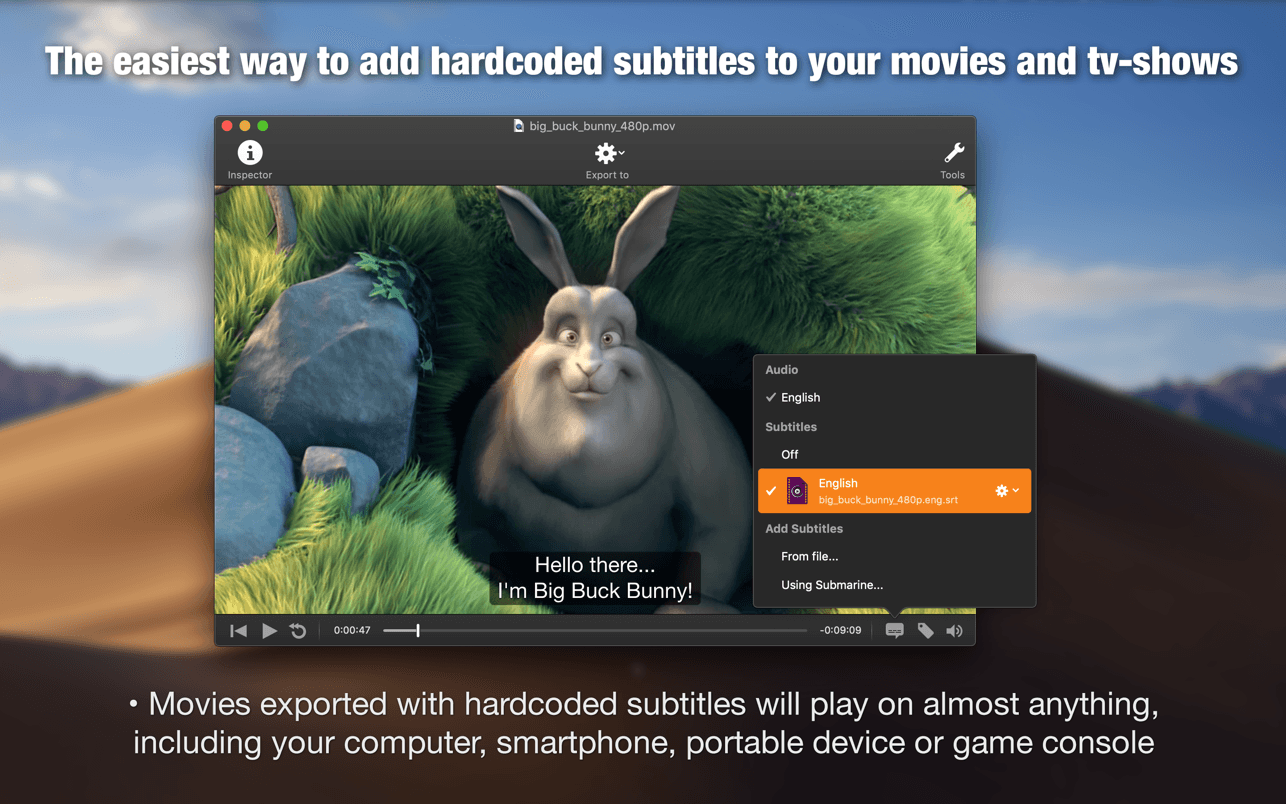 The easiest way to add hardcoded subtitles to your movies and tv-shows
big_buck_bunny_480p.mov
Inspector
Export to
Tools
Audio
English
Subtitles
Off
English
big_buck_bunny_480p.eng.srt
Add Subtitles
From file...
Using Submarine...
Hello there...
I'm Big Buck Bunny!
0:00:47
-0:09:09
• Movies exported with hardcoded subtitles will play on almost anything,
including your computer, smartphone, portable device or game console